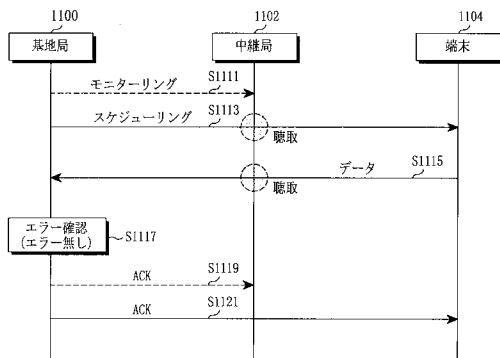 1100
1102
1104
基地局
中継局
端末
モニターリング
S1111
スケジューリング
S1113
聴取
データ
S1115
聴取
エラー確認
(エラー無し)
S1117
ACK
S1119
ACK
S1121